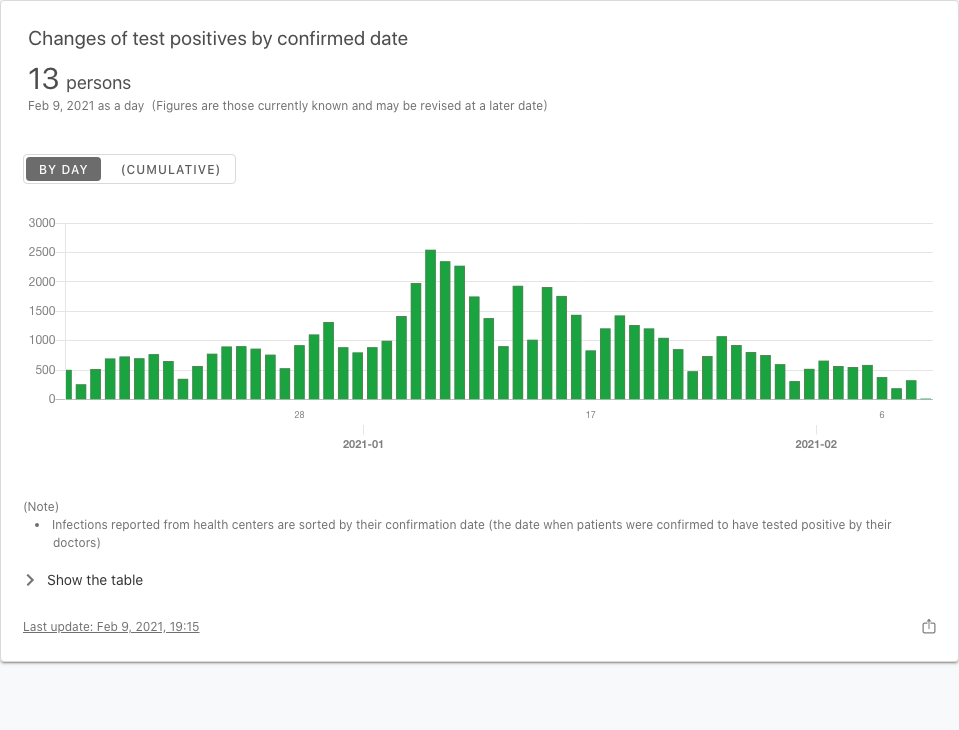 Changes of test positives by confirmed date
13 persons
Feb 9, 2021 as a day (Figures are those currently known and may be revised at a later date)
BY DAY (CUMULATIVE)
3000
2500
2000
1500
1000
500
0
28 17 6
2021-01 2021-02
(Note)
• Infections reported from health centers are sorted by their confirmation date (the date when patients were confirmed to have tested positive by their
doctors)
Show the table
Last update: Feb 9, 2021, 19:15